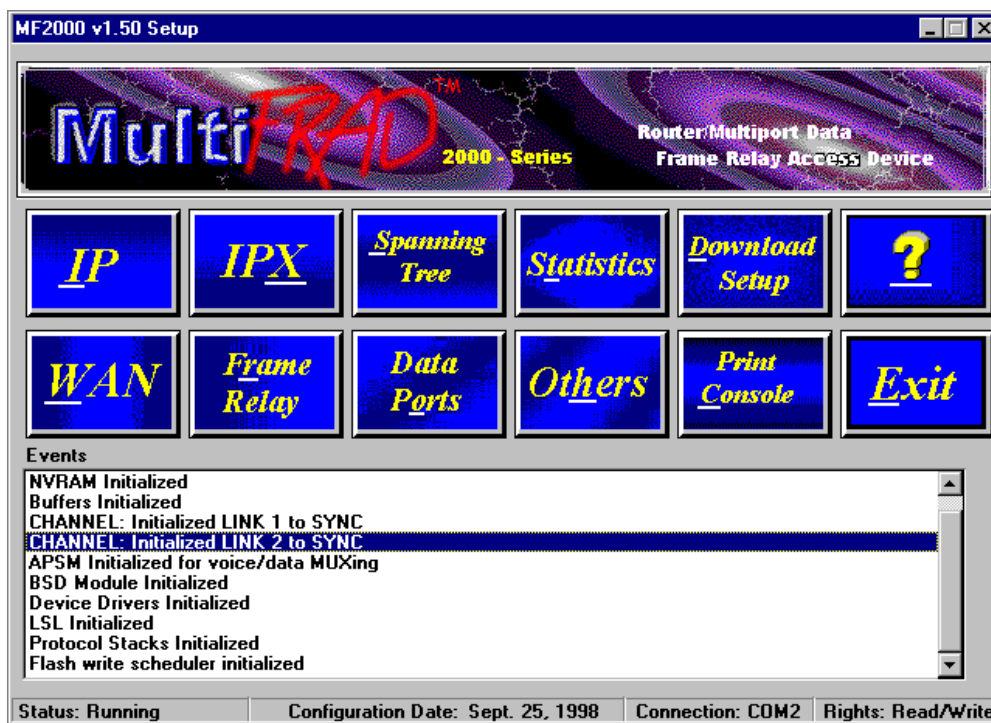 MF2000 v1.50 Setup
MultiFRAD™
2000 - Series
Router/Multiport Data
Frame Relay Access Device
IP
IPX
Spanning
Tree
Statistics
Download
Setup
?
WAN
Frame
Relay
Data
Ports
Others
Print
Console
Exit
Events
NVRAM Initialized
Buffers Initialized
CHANNEL: Initialized LINK 1 to SYNC
CHANNEL: Initialized LINK 2 to SYNC
APSM Initialized for voice/data MUXing
BSD Module Initialized
Device Drivers Initialized
LSL Initialized
Protocol Stacks Initialized
Flash write scheduler initialized
Status: Running Configuration Date: Sept. 25, 1998 Connection: COM2 Rights: Read/Write